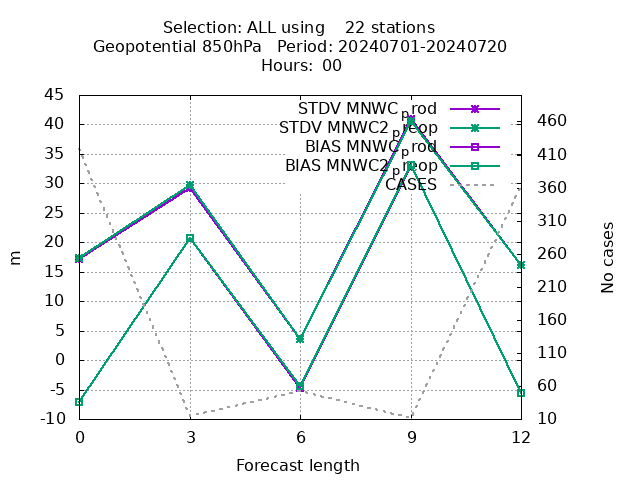 Selection: ALL using    22 stations
Geopotential 850hPa   Period: 20240701-20240720
Hours: 00
STDV MNWC_prod
STDV MNWC2_preop
BIAS MNWC_prod
BIAS MNWC2_preop
CASES
45
40
35
30
25
20
15
10
5
0
-5
-10
m
460
410
360
310
260
210
160
110
60
10
No cases
0 3 6 9 12
Forecast length